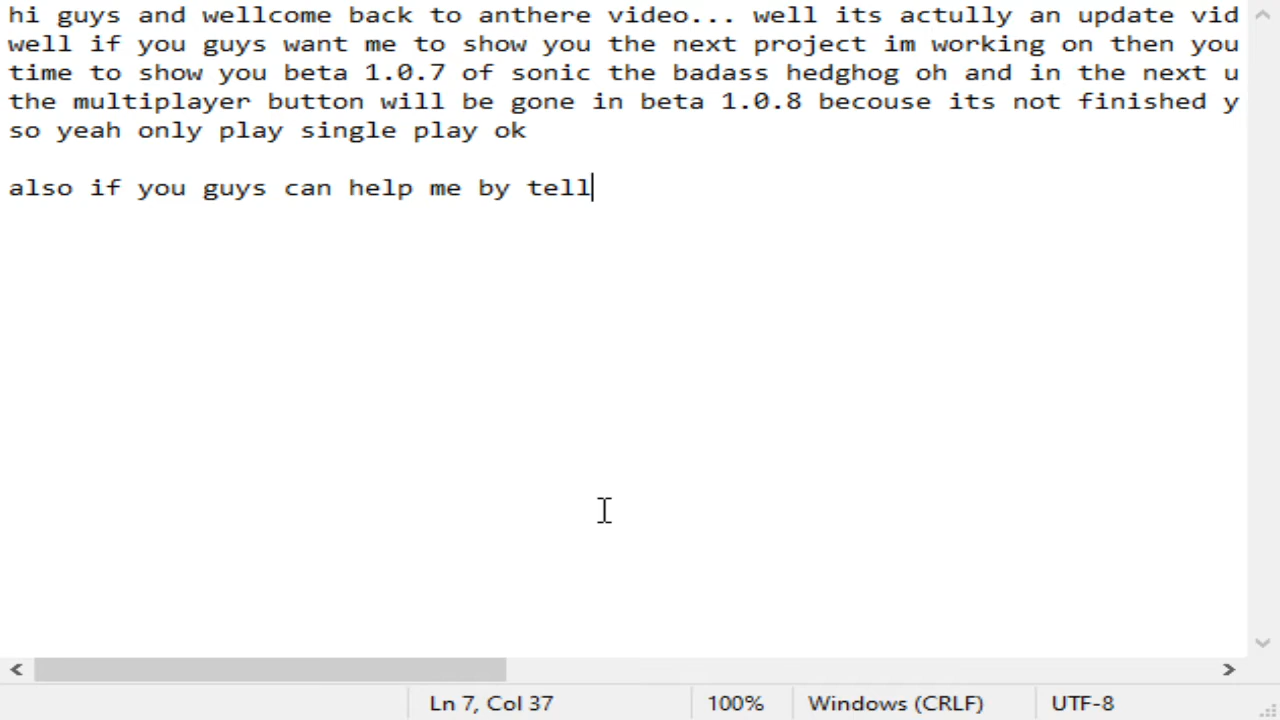 hi guys and wellcome back to anthere video... well its actully an update vid
well if you guys want me to show you the next project im working on then you
time to show you beta 1.0.7 of sonic the badass hedghog oh and in the next u
the multiplayer button will be gone in beta 1.0.8 becouse its not finished y
so yeah only play single play ok
also if you guys can help me by tell
Ln 7, Col 37 100% Windows (CRLF) UTF-8